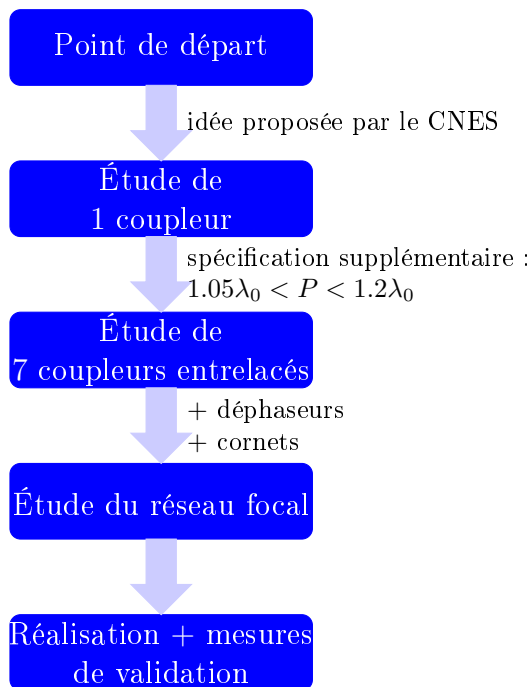 Point de départ
idée proposée par le CNES
Étude de
1 coupleur
spécification supplémentaire :
1.05λ₀ < P < 1.2λ₀
Étude de
7 coupleurs entrelacés
+ déphaseurs
+ cornets
Étude du réseau focal
Réalisation + mesures
de validation